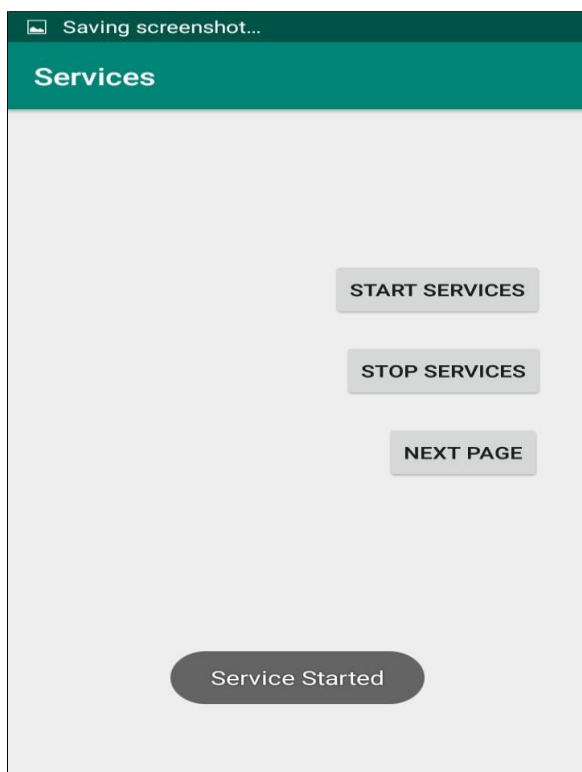 Saving screenshot...
Services
START SERVICES
STOP SERVICES
NEXT PAGE
Service Started